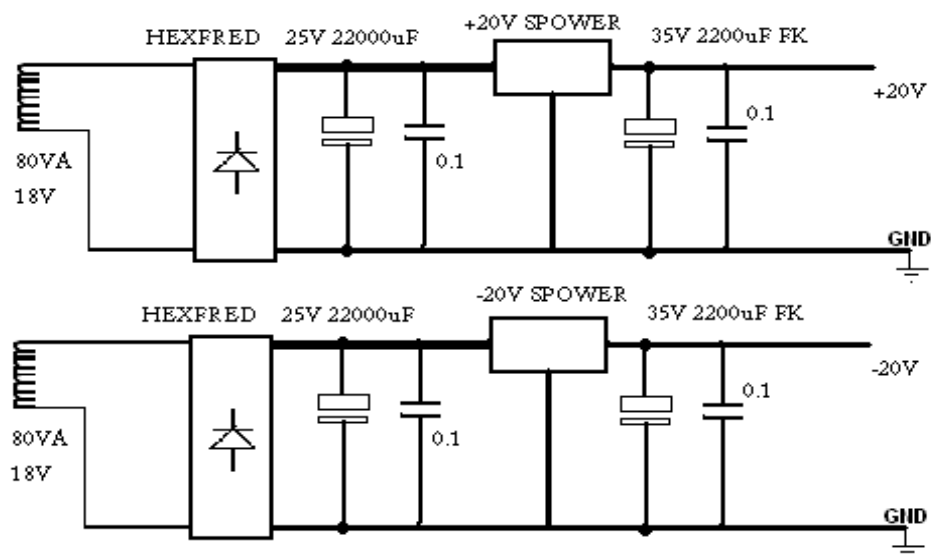 HEXFRED 25V 22000uF +20V SPOWER 35V 2200uF FK
+20V
0.1
0.1
80VA
18V
GND
HEXFRED 25V 22000uF -20V SPOWER 35V 2200uF FK
-20V
0.1
0.1
80VA
18V
GND